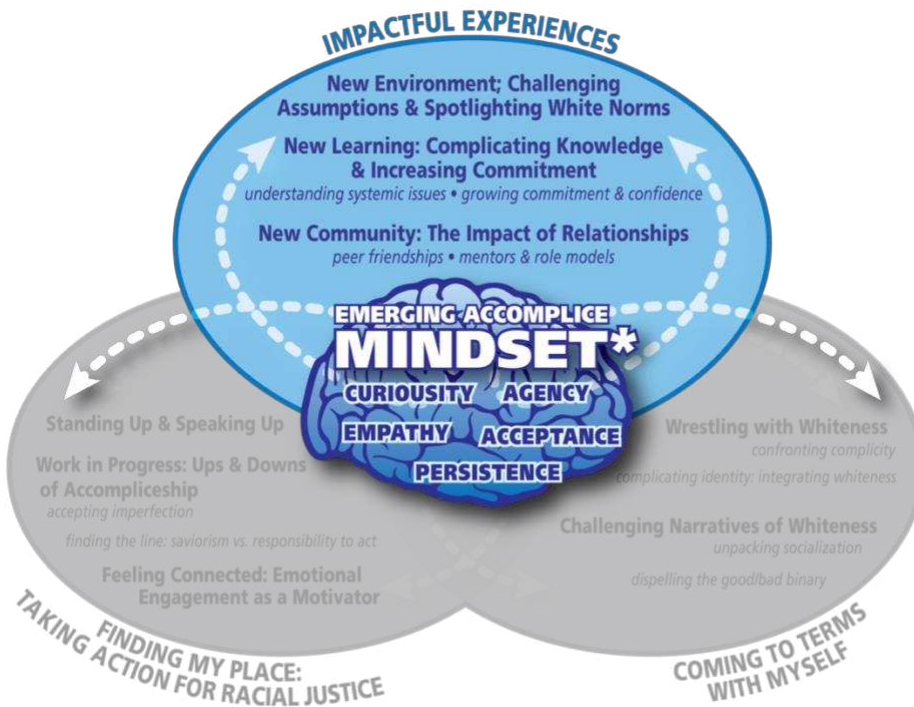 IMPACTFUL EXPERIENCES
New Environment; Challenging
Assumptions & Spotlighting White Norms
New Learning: Complicating Knowledge
& Increasing Commitment
understanding systemic issues • growing commitment & confidence
New Community: The Impact of Relationships
peer friendships • mentors & role models
EMERGING ACCOMPLICE
MINDSET*
CURIOUSITY AGENCY
EMPATHY ACCEPTANCE
PERSISTENCE
Standing Up & Speaking Up
Work in Progress: Ups & Downs
of Accompliceship
accepting imperfection
finding the line: saviorism vs. responsibility to act
Feeling Connected: Emotional
Engagement as a Motivator
FINDING MY PLACE:
TAKING ACTION FOR RACIAL JUSTICE
Wrestling with Whiteness
confronting complicity
complicating identity: integrating whiteness
Challenging Narratives of Whiteness
unpacking socialization
dispelling the good/bad binary
COMING TO TERMS
WITH MYSELF